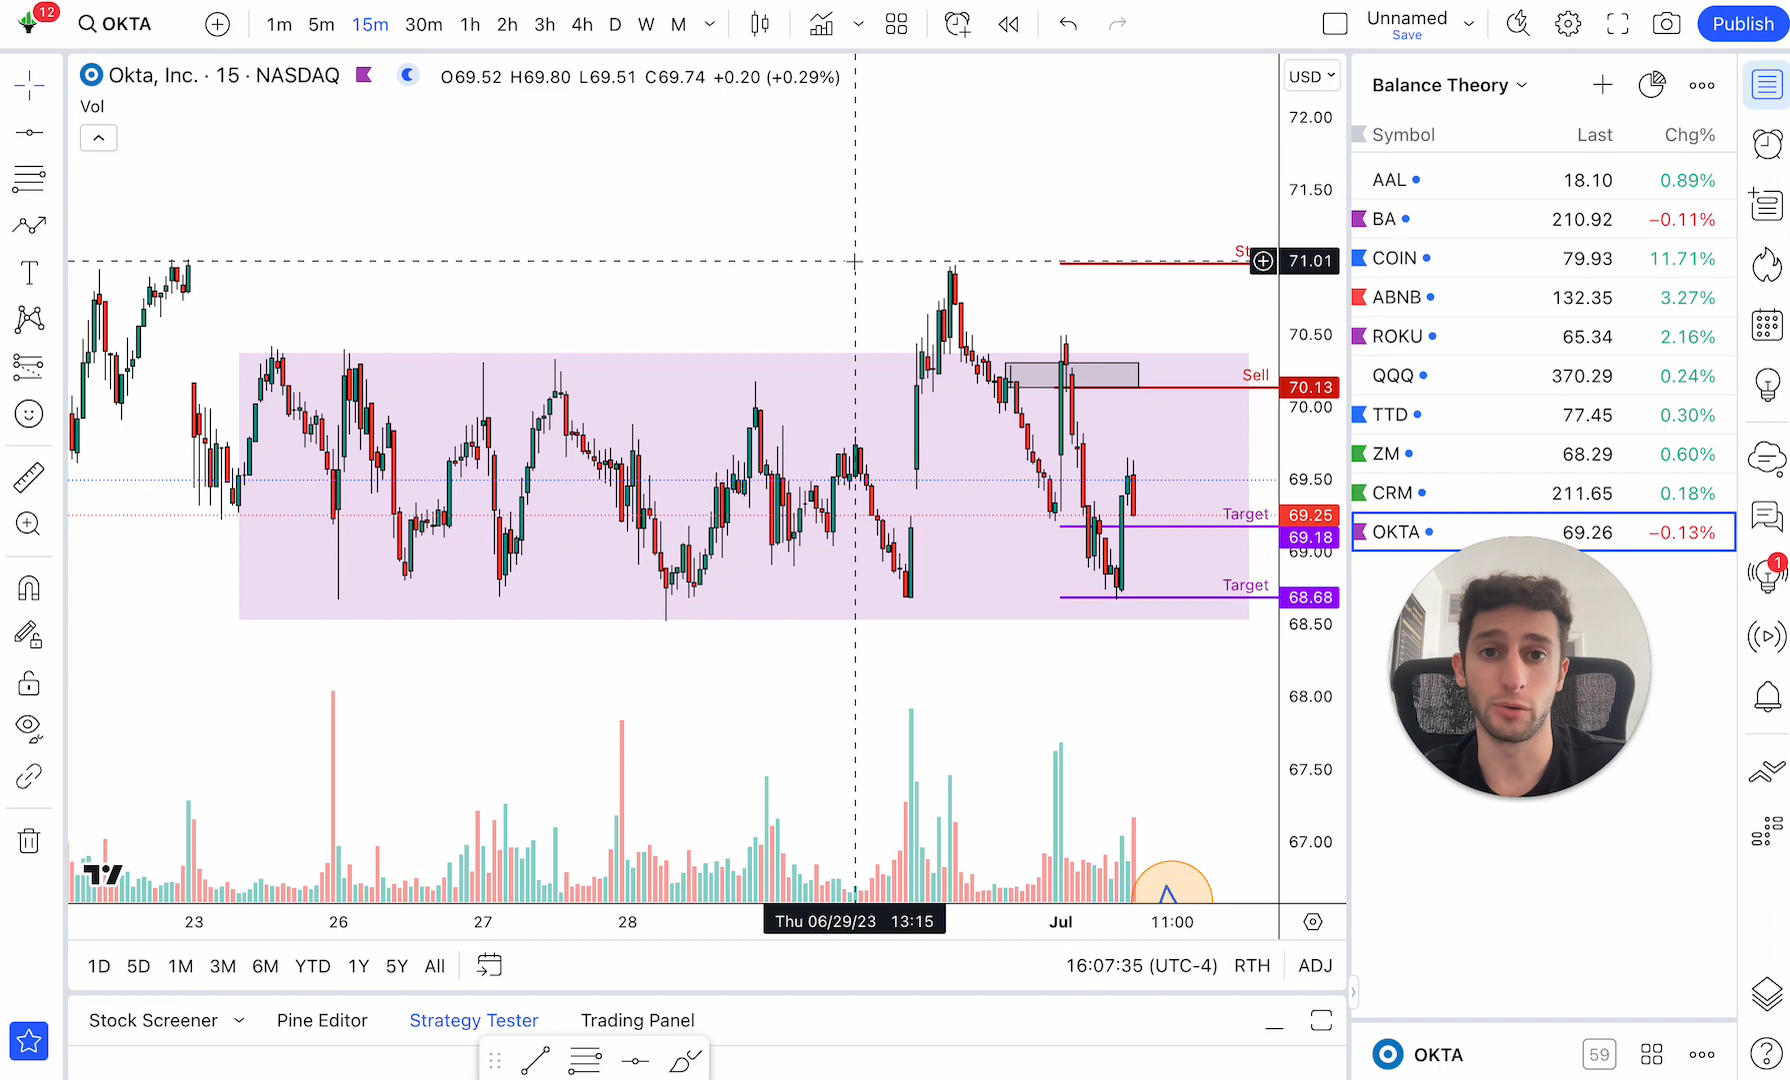 12
OKTA
1m 5m 15m 30m 1h 2h 3h 4h D W M
Unnamed
Save
Publish
Okta, Inc. · 15 · NASDAQ
O69.52 H69.80 L69.51 C69.74 +0.20 (+0.29%)
Vol
USD
72.00
71.50
St
71.01
70.50
Sell
70.13
70.00
69.50
Target
69.25
69.18
69.00
Target
68.68
68.50
68.00
67.50
67.00
23
26
27
28
Thu 06/29/23 13:15
Jul
11:00
1D 5D 1M 3M 6M YTD 1Y 5Y All
16:07:35 (UTC-4)
RTH
ADJ
Stock Screener
Pine Editor
Strategy Tester
Trading Panel
Balance Theory
Symbol Last Chg%
AAL 18.10 0.89%
BA 210.92 −0.11%
COIN 79.93 11.71%
ABNB 132.35 3.27%
ROKU 65.34 2.16%
QQQ 370.29 0.24%
TTD 77.45 0.30%
ZM 68.29 0.60%
CRM 211.65 0.18%
OKTA 69.26 −0.13%
1
OKTA
59